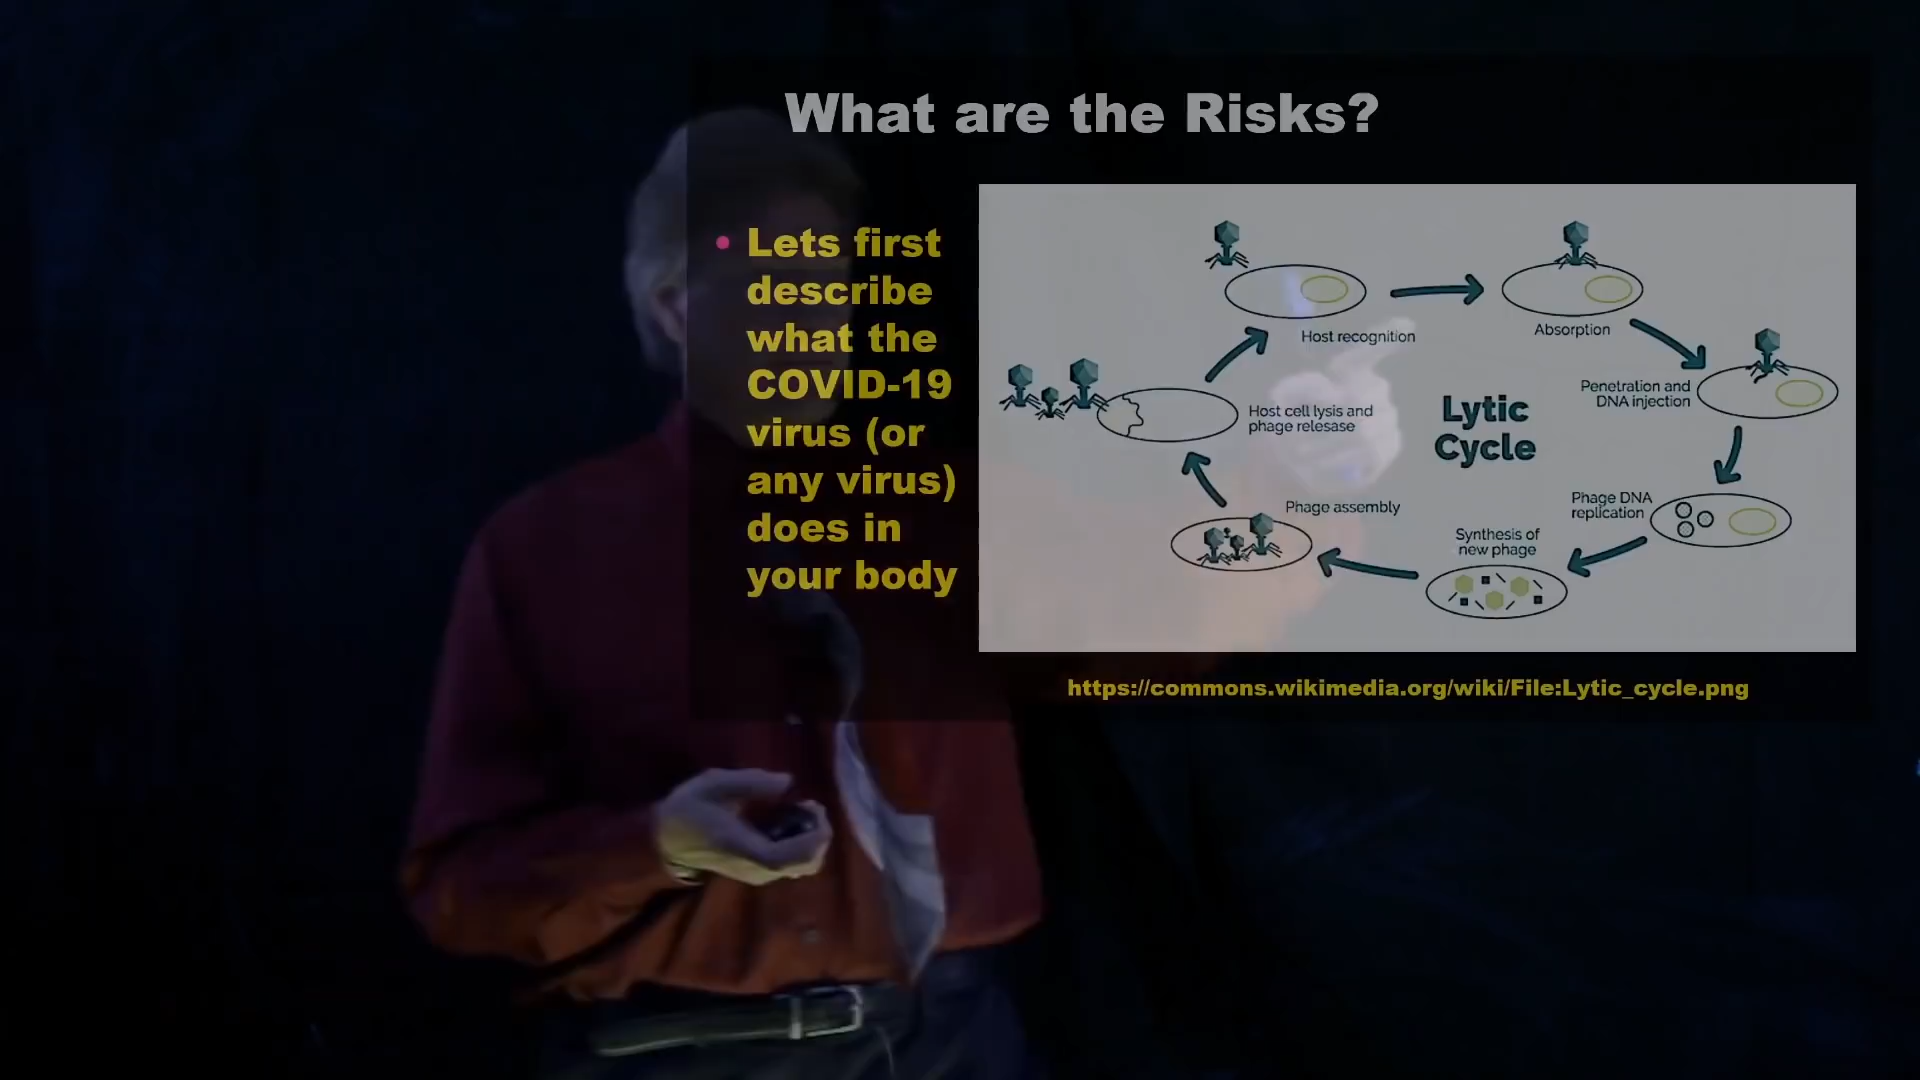 What are the Risks?
• Lets first
describe
what the
COVID-19
virus (or
any virus)
does in
your body
Host recognition
Absorption
Penetration and
DNA injection
Lytic
Cycle
Host cell lysis and
phage relesase
Phage DNA
replication
Phage assembly
Synthesis of
new phage
https://commons.wikimedia.org/wiki/File:Lytic_cycle.png